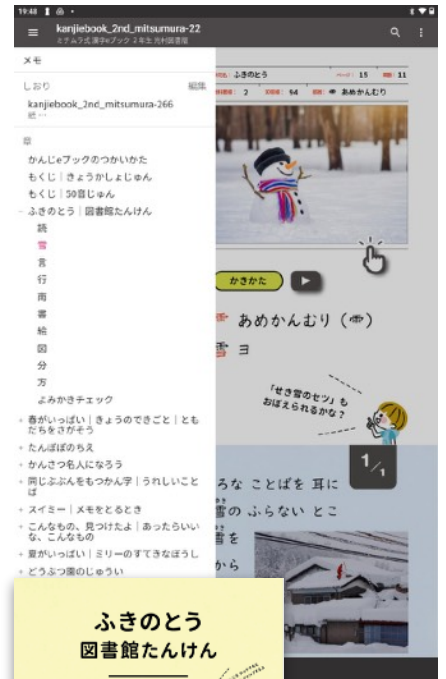 19:48
kanjiebook_2nd_mitsumura-22
ミチムラ式 漢字eブック 2年生 光村図書版
メモ
しおり 編集
kanjiebook_2nd_mitsumura-266
紙…
章
かんじeブックのつかいかた
もくじ｜きょうかしょじゅん
もくじ｜50音じゅん
- ふきのとう｜図書館たんけん
読
雪
言
行
南
書
絵
図
分
方
よみかきチェック
+ 春がいっぱい｜きょうのできごと｜とも
だちをさがそう
+ たんぽぽのちえ
+ かんさつ名人になろう
+ 同じぶぶんをもつかん字｜うれしいこと
ば
+ スイミー｜メモをとるとき
+ こんなもの、見つけたよ｜あったらいい
な、こんなもの
+ 夏がいっぱい｜ミリーのすてきなぼうし
+ どうぶつ園のじゅうい
ふきのとう 15 11
2 94 あめかんむり
かきかた
あめかんむり（⻗）
雪 ヨ
「せき雪のセツ」も
おぼえられるかな？
1/1
ろな ことばを 耳に
雪の ふらない とこ
雪を
から
ふきのとう
図書館たんけん